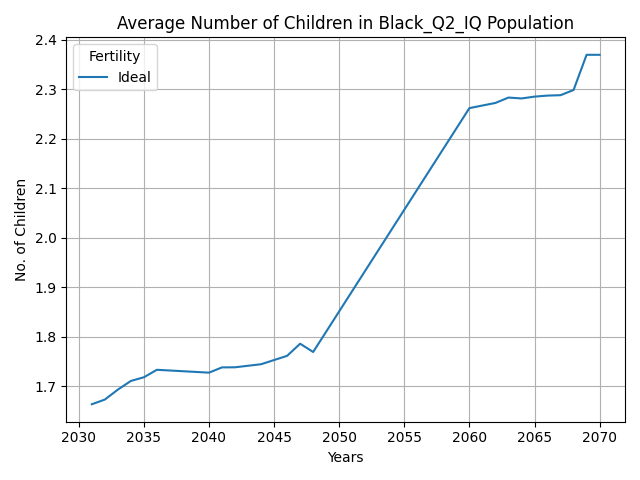 Average Number of Children in Black_Q2_IQ Population
2.4
2.3
2.2
2.1
2.0
1.9
1.8
1.7
No. of Children
Fertility
Ideal
2030 2035 2040 2045 2050 2055 2060 2065 2070
Years